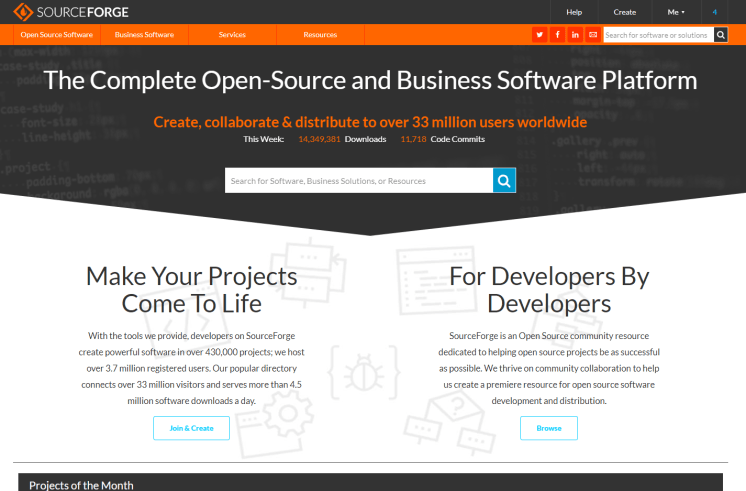 SOURCEFORGE
Help Create Me 4
Open Source Software Business Software Services Resources Search for software or solutions
The Complete Open-Source and Business Software Platform
Create, collaborate & distribute to over 33 million users worldwide
This Week: 14,349,381 Downloads 11,718 Code Commits
Search for Software, Business Solutions, or Resources
Make Your Projects
Come To Life
With the tools we provide, developers on SourceForge
create powerful software in over 430,000 projects; we host
over 3.7 million registered users. Our popular directory
connects over 33 million visitors and serves more than 4.5
million software downloads a day.
Join & Create
For Developers By
Developers
SourceForge is an Open Source community resource
dedicated to helping open source projects be as successful
as possible. We thrive on community collaboration to help
us create a premiere resource for open source software
development and distribution.
Browse
Projects of the Month